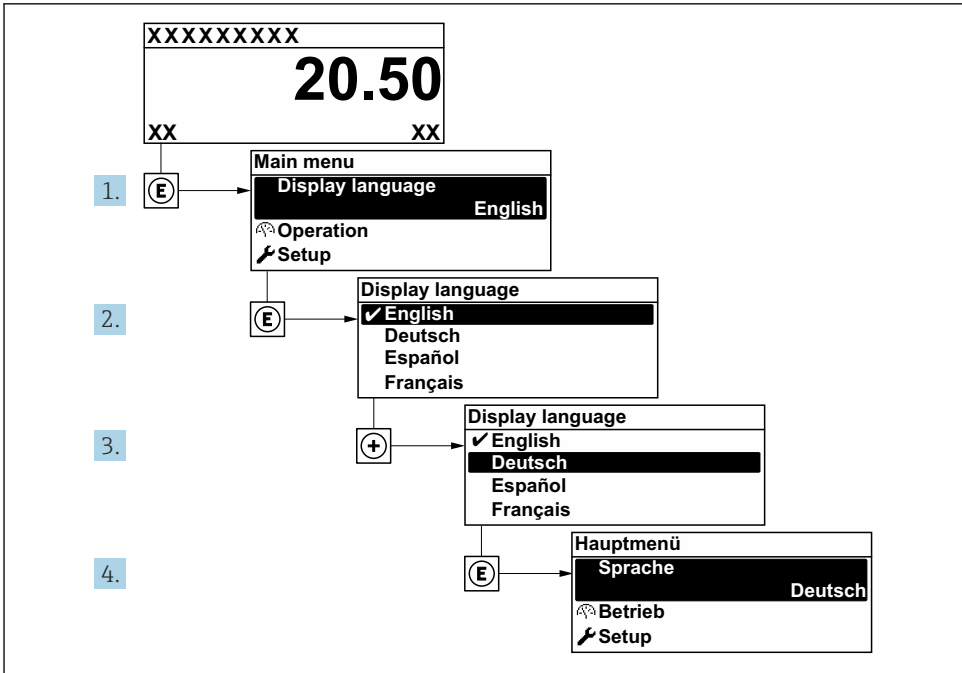 XXXXXXXXX
20.50
XX XX
1. E
Main menu
Display language
English
Operation
Setup
2. E
Display language
✔ English
Deutsch
Español
Français
3. +
Display language
✔ English
Deutsch
Español
Français
4. E
Hauptmenü
Sprache
Deutsch
Betrieb
Setup